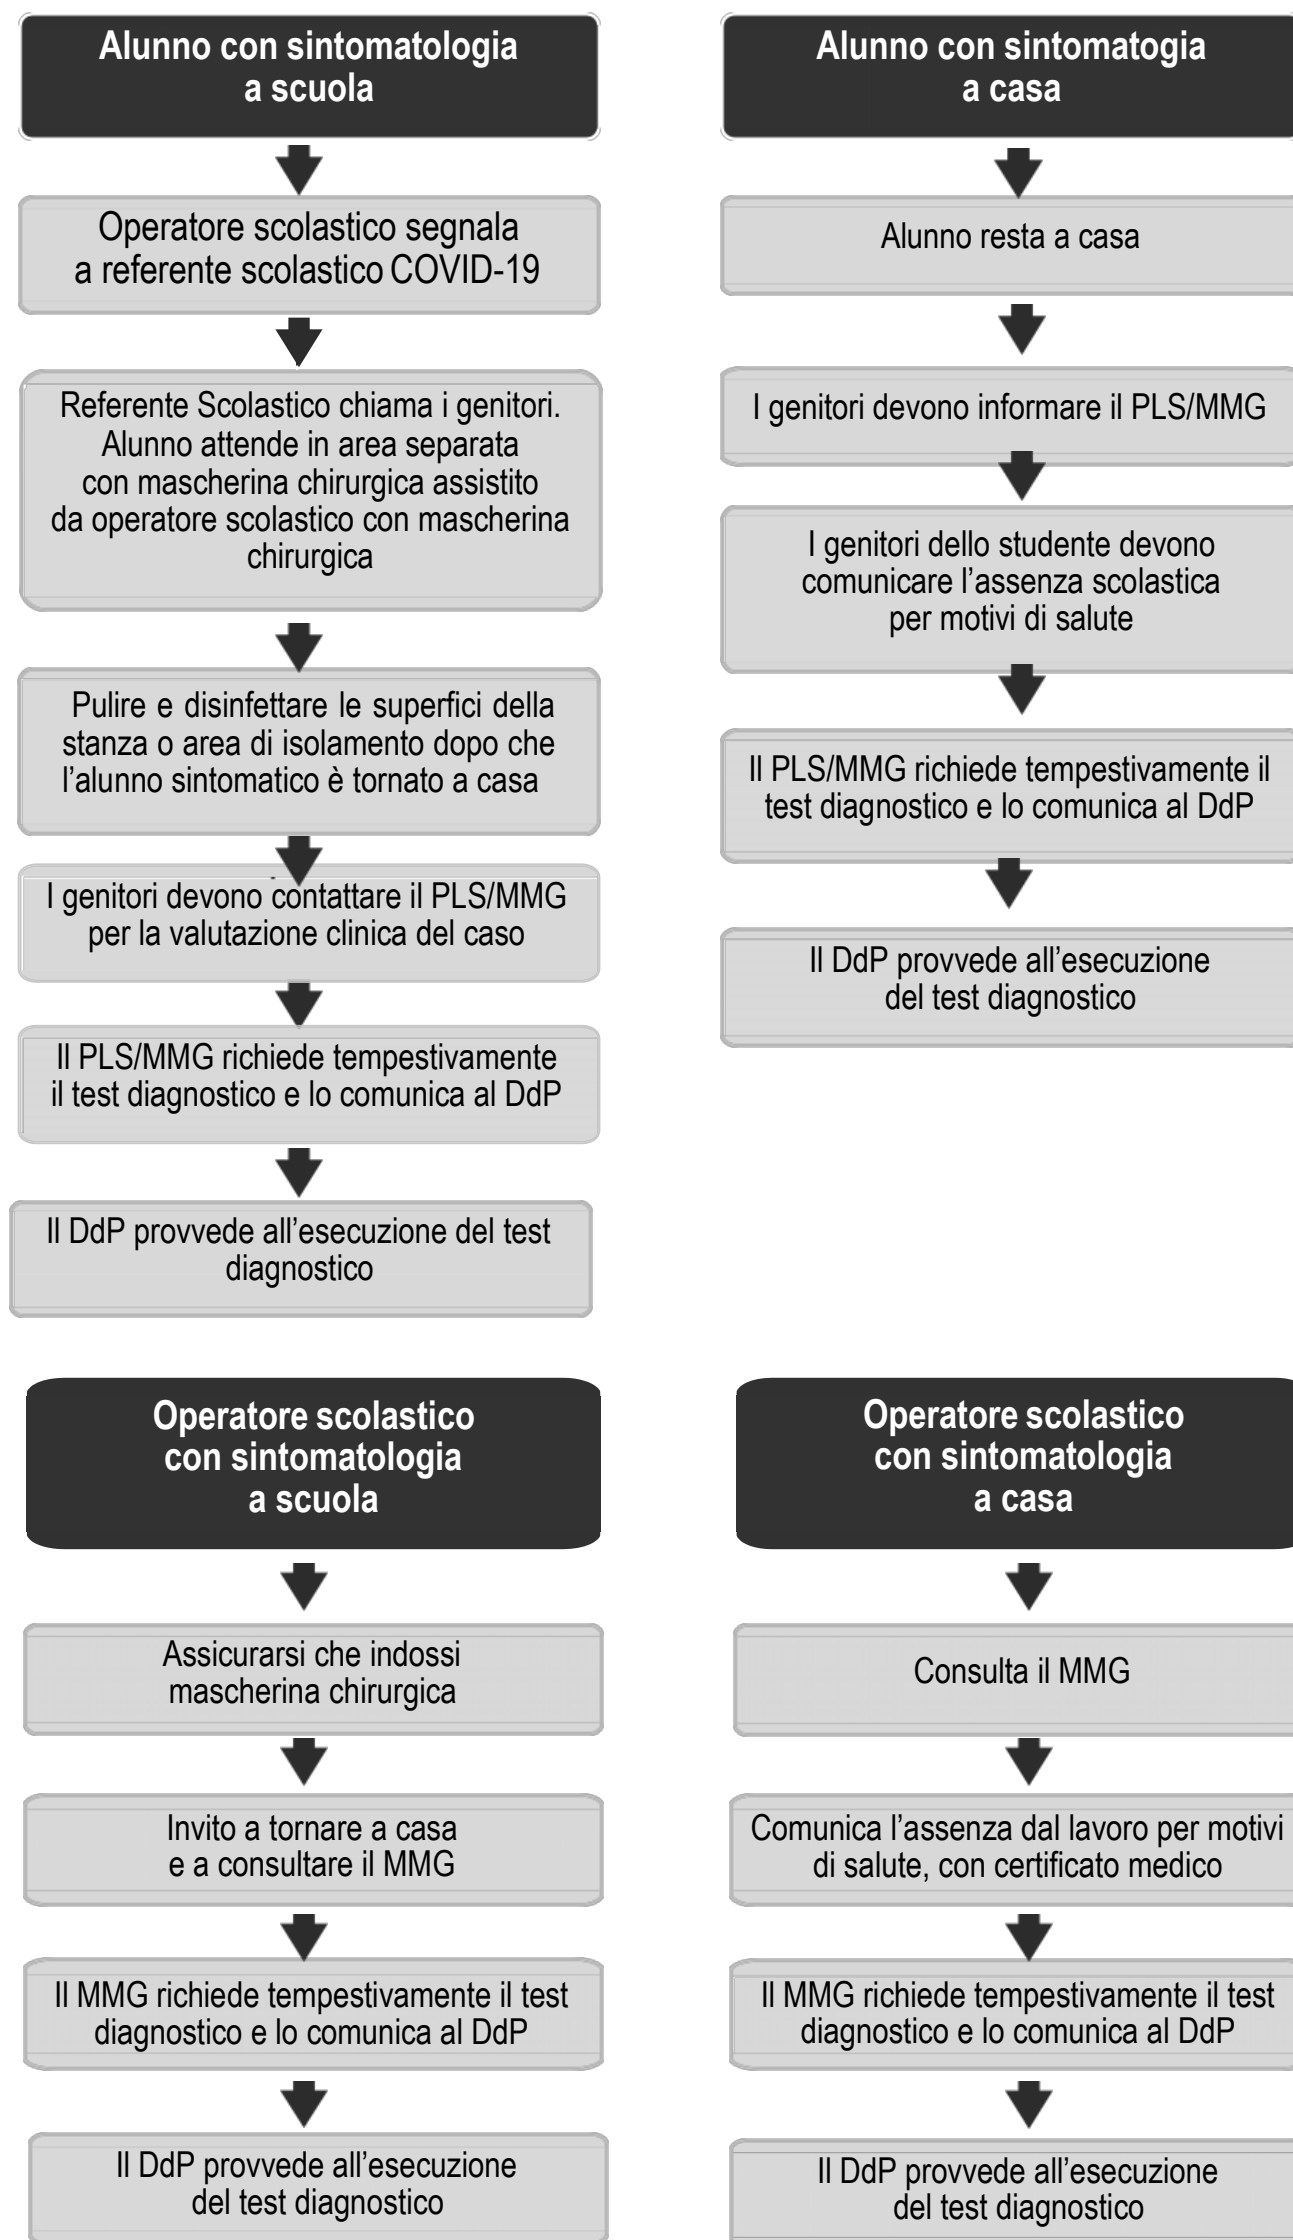 Alunno con sintomatologia
a scuola
Operatore scolastico segnala
a referente scolastico COVID-19
Referente Scolastico chiama i genitori.
Alunno attende in area separata
con mascherina chirurgica assistito
da operatore scolastico con mascherina
chirurgica
Pulire e disinfettare le superfici della
stanza o area di isolamento dopo che
l’alunno sintomatico è tornato a casa
I genitori devono contattare il PLS/MMG
per la valutazione clinica del caso
Il PLS/MMG richiede tempestivamente
il test diagnostico e lo comunica al DdP
Il DdP provvede all’esecuzione del test
diagnostico
Alunno con sintomatogia
a casa
Alunno resta a casa
I genitori devono informare il PLS/MMG
I genitori dello studente devono
comunicare l’assenza scolastica
per motivi di salute
Il PLS/MMG richiede tempestivamente il
test diagnostico e lo comunica al DdP
Il DdP provvede all’esecuzione
del test diagnostico
Operatore scolastico
con sintomatologia
a scuola
Assicurarsi che indossi
mascherina chirurgica
Invito a tornare a casa
e a consultare il MMG
Il MMG richiede tempestivamente il test
diagnostico e lo comunica al DdP
Il DdP provvede all’esecuzione
del test diagnostico
Operatore scolastico
con sintomatologia
a casa
Consulta il MMG
Comunica l’assenza dal lavoro per motivi
di salute, con certificato medico
Il MMG richiede tempestivamente il test
diagnostico e lo comunica al DdP
Il DdP provvede all’esecuzione
del test diagnostico